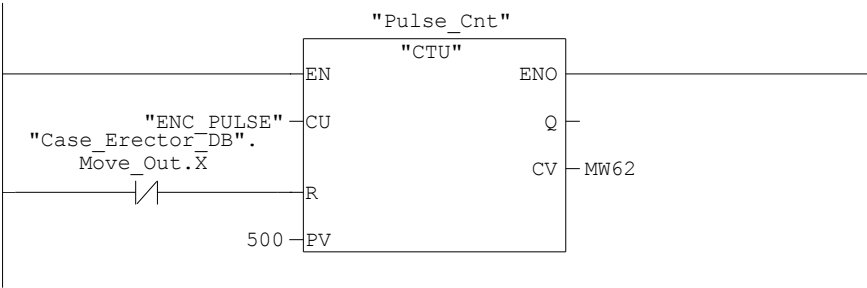 "Pulse_Cnt"
"CTU"
EN ENO
"ENC_PULSE" CU Q
"Case_Erector_DB".
Move_Out.X
CV MW62
R
500 PV